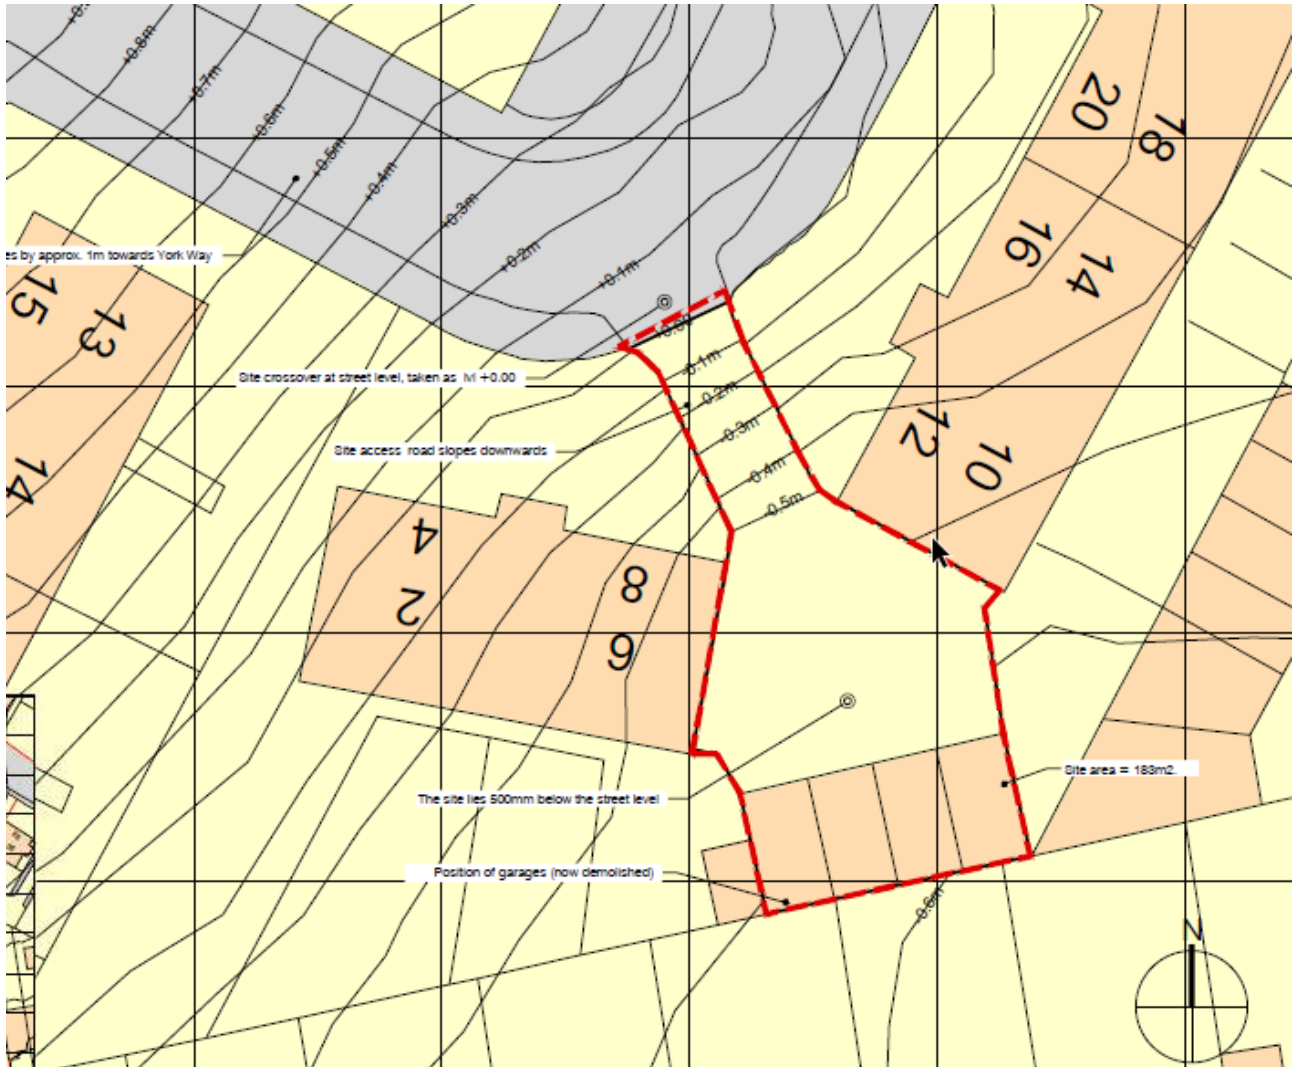 +0.8m
+0.7m
+0.6m
+0.5m
+0.4m
+0.3m
+0.2m
+0.1m
20
18
16
14
es by approx. 1m towards York Way
15
13
+0.00
-0.1m
Site crossover at street level, taken as lvl +0.00
-0.2m
-0.3m
12
10
Site access road slopes downwards
-0.4m
-0.5m
14
4
2
8
6
Site area = 183m2.
The site lies 500mm below the street level
Position of garages (now demolished)
-0.6m
N